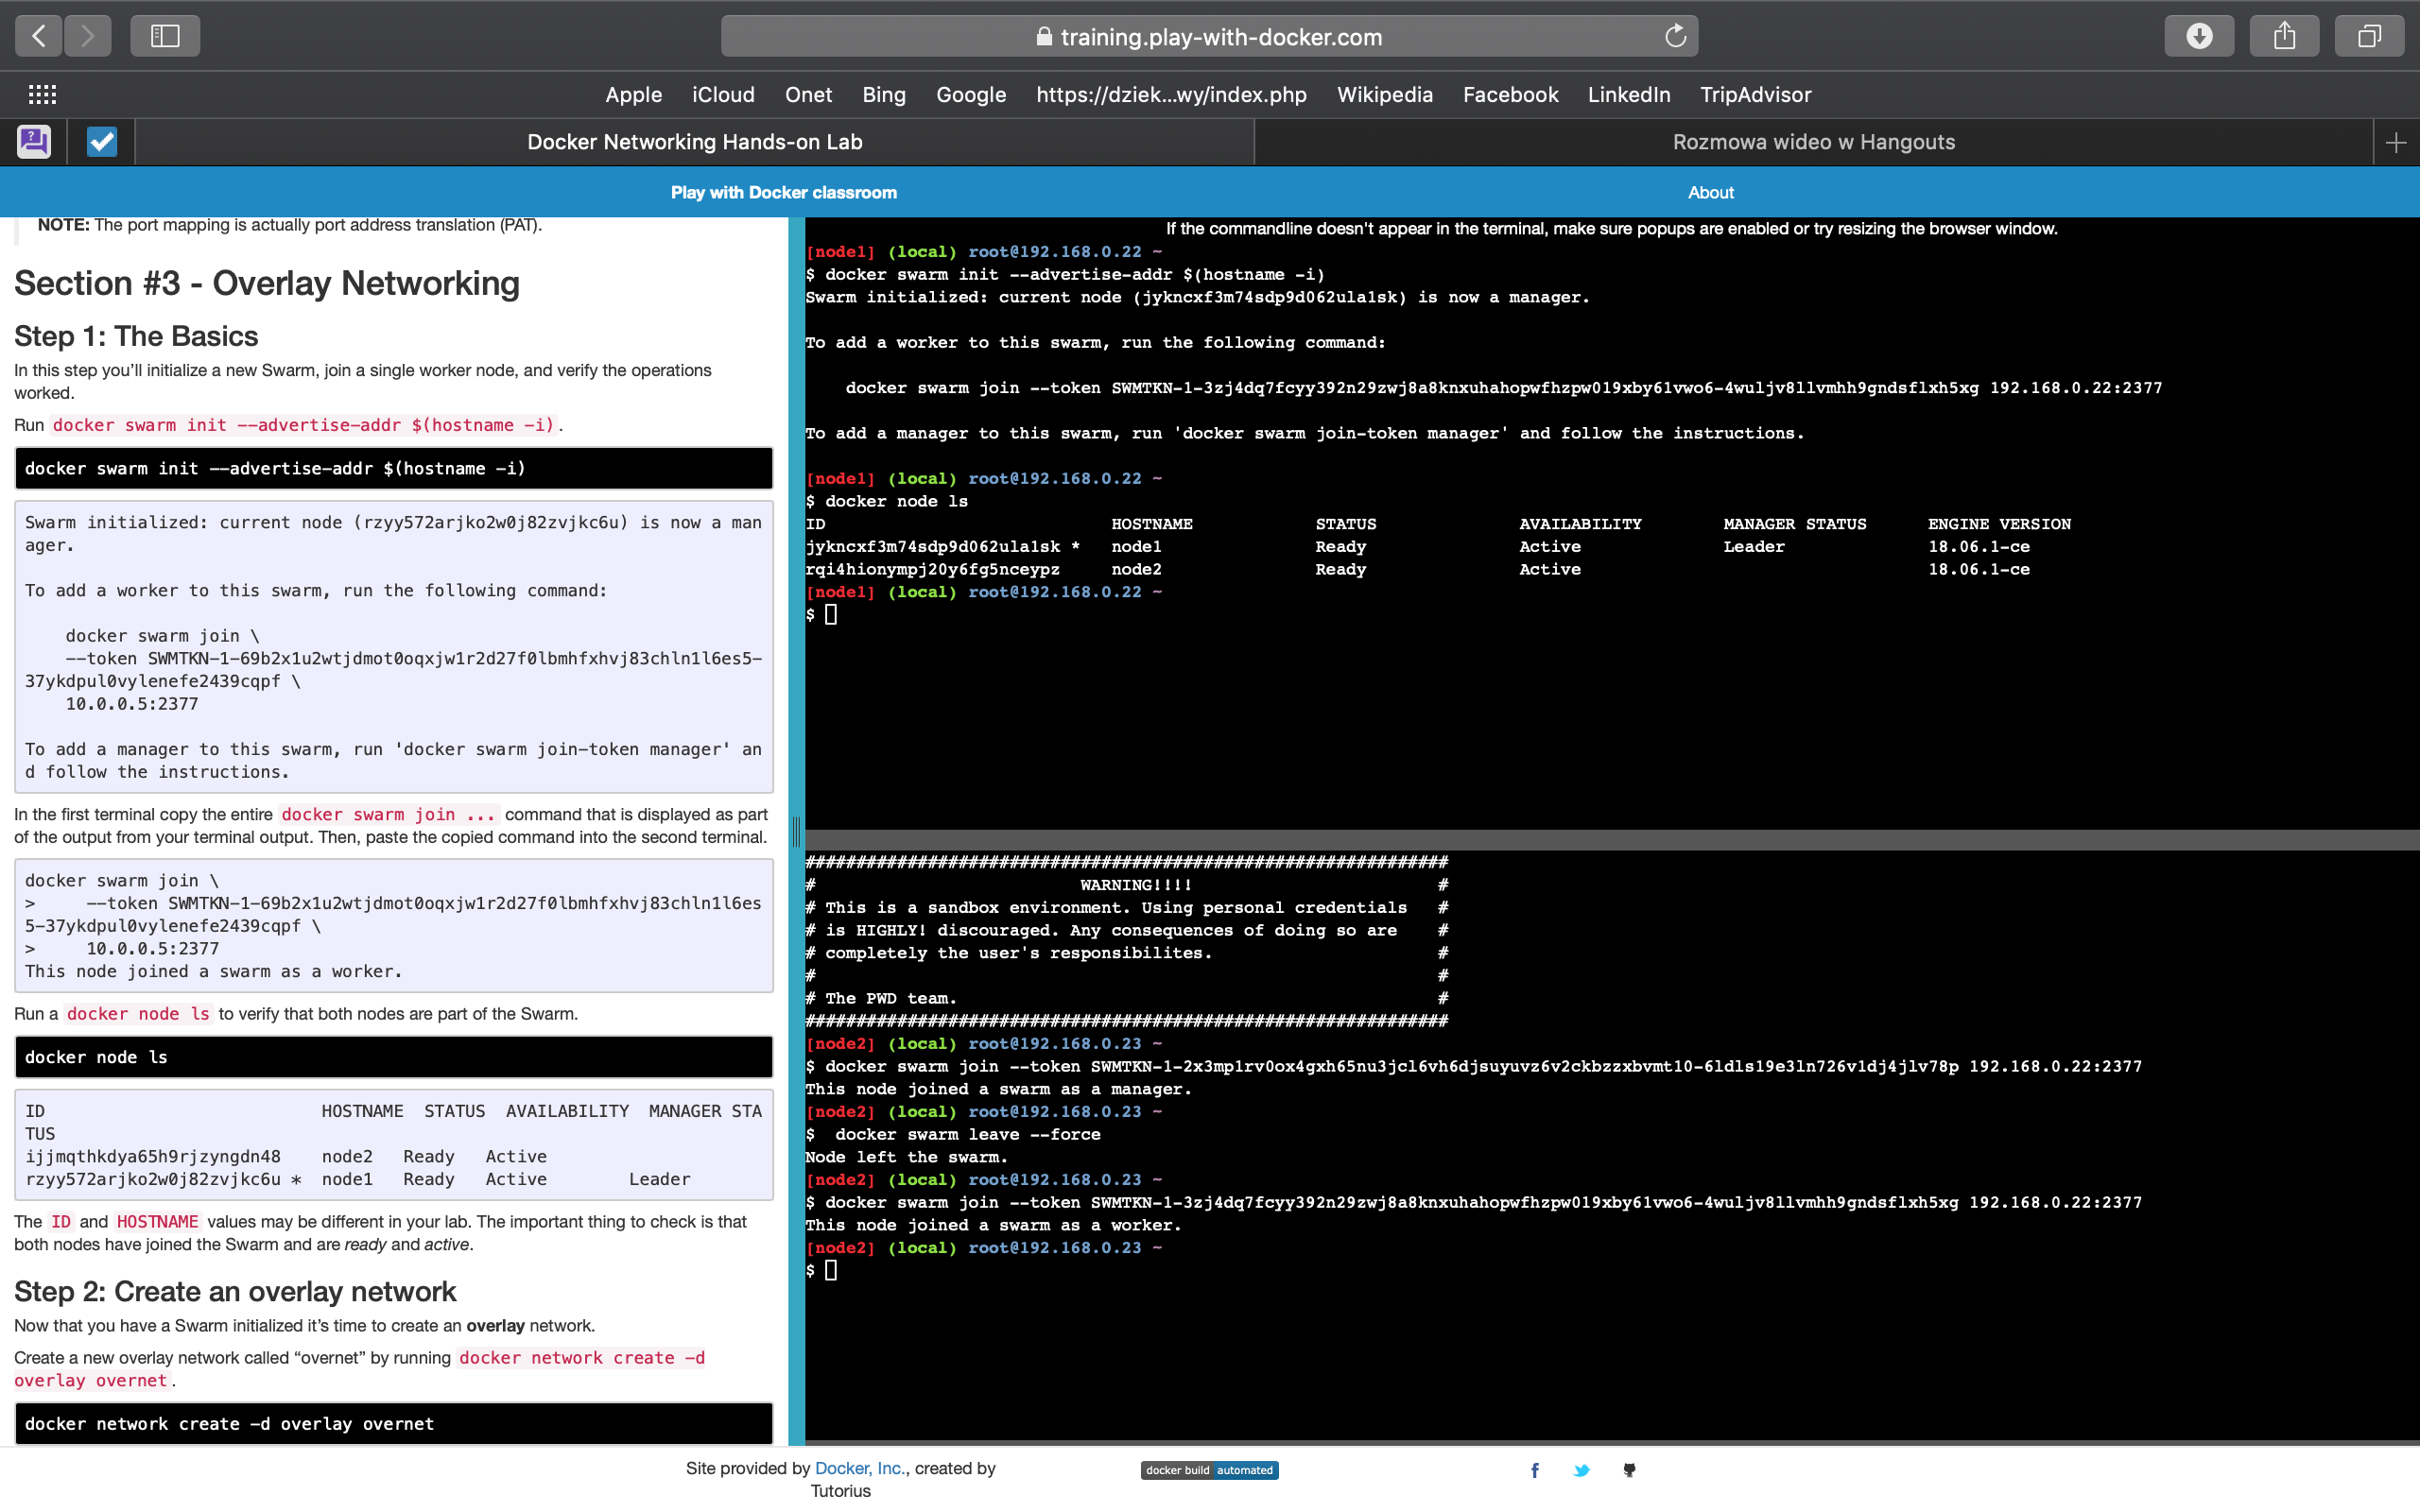 training.play-with-docker.com
Apple iCloud Onet Bing Google https://dziek...wy/index.php Wikipedia Facebook LinkedIn TripAdvisor
Docker Networking Hands-on Lab
Rozmowa wideo w Hangouts
Play with Docker classroom
About
NOTE: The port mapping is actually port address translation (PAT).
Section #3 - Overlay Networking
Step 1: The Basics
In this step you’ll initialize a new Swarm, join a single worker node, and verify the operations
worked.
Run docker swarm init --advertise-addr $(hostname -i).
docker swarm init --advertise-addr $(hostname -i)
Swarm initialized: current node (rzyy572arjko2w0j82zvjkc6u) is now a man
ager.
To add a worker to this swarm, run the following command:
docker swarm join \
--token SWMTKN-1-69b2x1u2wtjdmot0oqxjw1r2d27f0lbmhfxhvj83chln1l6es5-
37ykdpul0vylenefe2439cqpf \
10.0.0.5:2377
To add a manager to this swarm, run 'docker swarm join-token manager' an
d follow the instructions.
In the first terminal copy the entire docker swarm join ... command that is displayed as part
of the output from your terminal output. Then, paste the copied command into the second terminal.
docker swarm join \
> --token SWMTKN-1-69b2x1u2wtjdmot0oqxjw1r2d27f0lbmhfxhvj83chln1l6es
5-37ykdpul0vylenefe2439cqpf \
> 10.0.0.5:2377
This node joined a swarm as a worker.
Run a docker node ls to verify that both nodes are part of the Swarm.
docker node ls
ID HOSTNAME STATUS AVAILABILITY MANAGER STA
TUS
ijjmqthkdya65h9rjzyngdn48 node2 Ready Active
rzyy572arjko2w0j82zvjkc6u * node1 Ready Active Leader
The ID and HOSTNAME values may be different in your lab. The important thing to check is that
both nodes have joined the Swarm and are ready and active.
Step 2: Create an overlay network
Now that you have a Swarm initialized it’s time to create an overlay network.
Create a new overlay network called “overnet” by running docker network create -d
overlay overnet.
docker network create -d overlay overnet
If the commandline doesn't appear in the terminal, make sure popups are enabled or try resizing the browser window.
[node1] (local) root@192.168.0.22 ~
$ docker swarm init --advertise-addr $(hostname -i)
Swarm initialized: current node (jykncxf3m74sdp9d062ula1sk) is now a manager.
To add a worker to this swarm, run the following command:
docker swarm join --token SWMTKN-1-3zj4dq7fcyy392n29zwj8a8knxuhahopwfhzpw019xby61vwo6-4wuljv8llvmhh9gndsflxh5xg 192.168.0.22:2377
To add a manager to this swarm, run 'docker swarm join-token manager' and follow the instructions.
[node1] (local) root@192.168.0.22 ~
$ docker node ls
ID HOSTNAME STATUS AVAILABILITY MANAGER STATUS ENGINE VERSION
jykncxf3m74sdp9d062ula1sk * node1 Ready Active Leader 18.06.1-ce
rqi4hionympj20y6fg5nceypz node2 Ready Active 18.06.1-ce
[node1] (local) root@192.168.0.22 ~
$
###############################################################
# WARNING!!!! #
# This is a sandbox environment. Using personal credentials #
# is HIGHLY! discouraged. Any consequences of doing so are #
# completely the user's responsibilites. #
# #
# The PWD team. #
###############################################################
[node2] (local) root@192.168.0.23 ~
$ docker swarm join --token SWMTKN-1-2x3mp1rv0ox4gxh65nu3jcl6vh6djsuyuvz6v2ckbzzxbvmt10-6ldls19e3ln726v1dj4jlv78p 192.168.0.22:2377
This node joined a swarm as a manager.
[node2] (local) root@192.168.0.23 ~
$ docker swarm leave --force
Node left the swarm.
[node2] (local) root@192.168.0.23 ~
$ docker swarm join --token SWMTKN-1-3zj4dq7fcyy392n29zwj8a8knxuhahopwfhzpw019xby61vwo6-4wuljv8llvmhh9gndsflxh5xg 192.168.0.22:2377
This node joined a swarm as a worker.
[node2] (local) root@192.168.0.23 ~
$
Site provided by Docker, Inc., created by
Tutorius
docker build automated